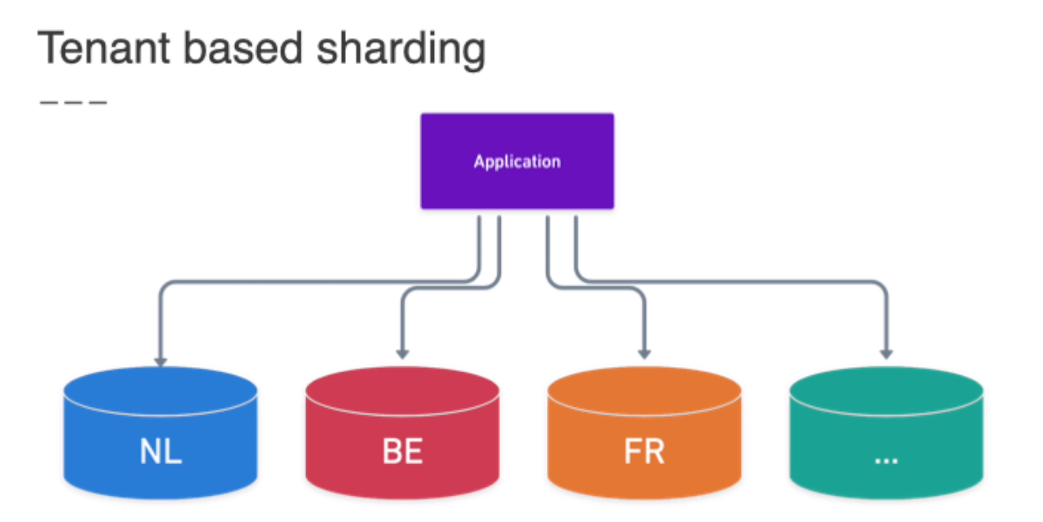 Tenant based sharding
Application
NL
BE
FR
...